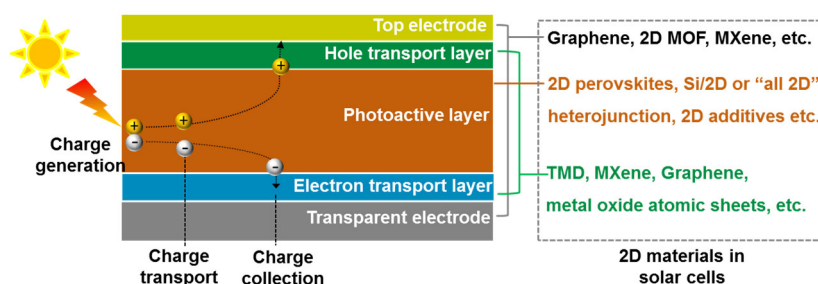 Top electrode
Hole transport layer
Photoactive layer
Electron transport layer
Transparent electrode
+
+
+
-
-
-
Charge
generation
Charge
transport
Charge
collection
Graphene, 2D MOF, MXene, etc.
2D perovskites, Si/2D or “all 2D”
heterojunction, 2D additives etc.
TMD, MXene, Graphene,
metal oxide atomic sheets, etc.
2D materials in
solar cells